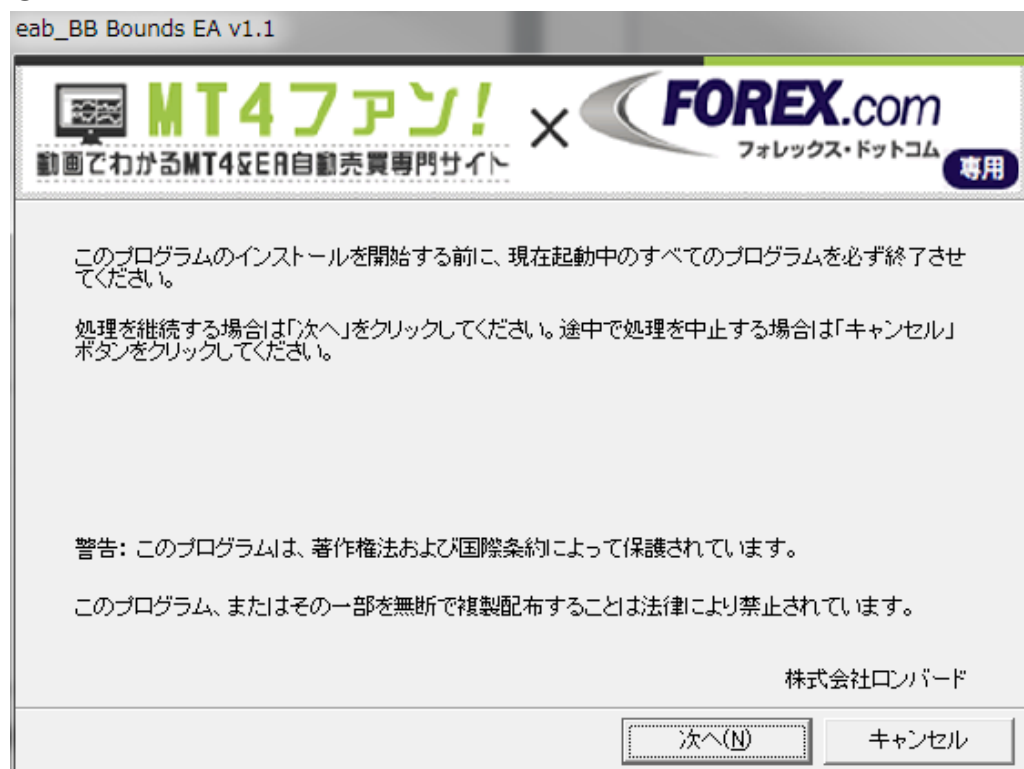 eab_BB Bounds EA v1.1
MT4ファン!
動画でわかるMT4&EA自動売買専門サイト
×
FOREX.com
フォレックス・ドットコム
専用
このプログラムのインストールを開始する前に、現在起動中のすべてのプログラムを必ず終了させ
てください。
処理を継続する場合は「次へ」をクリックしてください。途中で処理を中止する場合は「キャンセル」
ボタンをクリックしてください。
警告: このプログラムは、著作権法および国際条約によって保護されています。
このプログラム、またはその一部を無断で複製配布することは法律により禁止されています。
株式会社ロンバード
次へ(N)
キャンセル